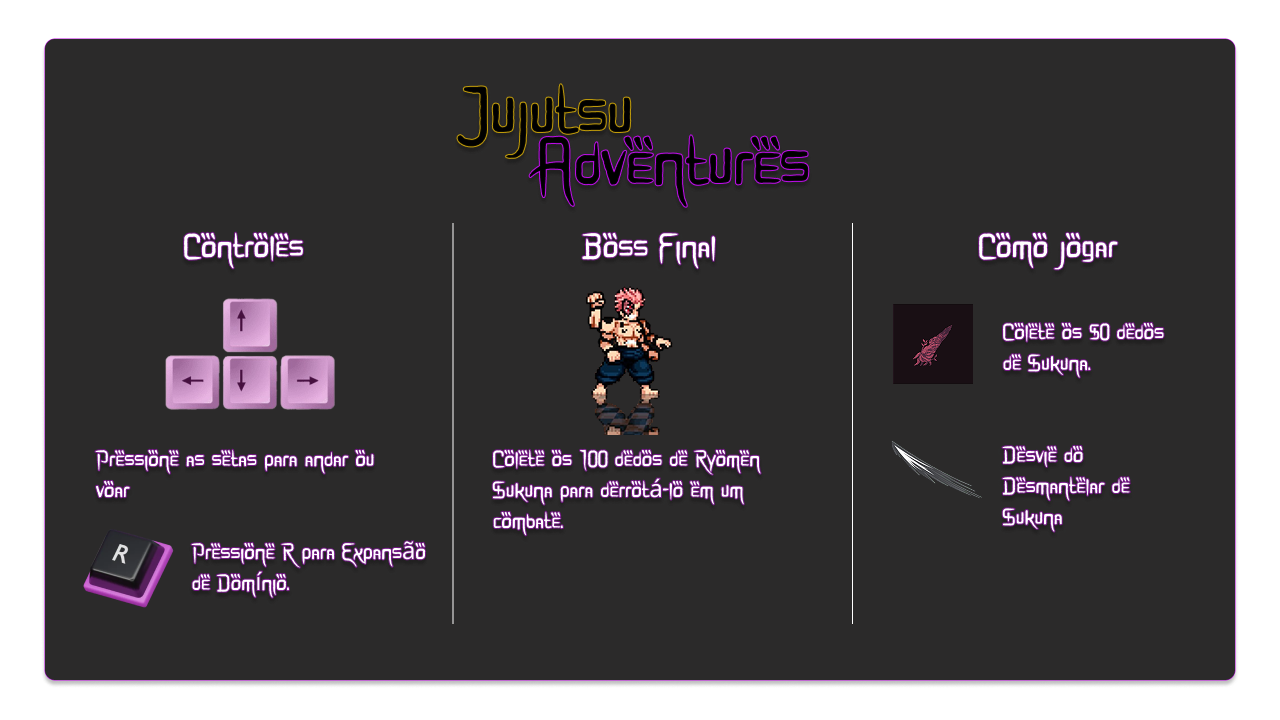 Jujutsu
Adventures
Controles
Pressione as setas para andar ou
voar
R
Pressione R para Expansão
de Domínio.
Boss Final
Colete os 100 dedos de Ryomen
Sukuna para derrotá-lo em um
combate.
Como jogar
Colete os 50 dedos
de Sukuna.
Desvie do
Desmantelar de
Sukuna